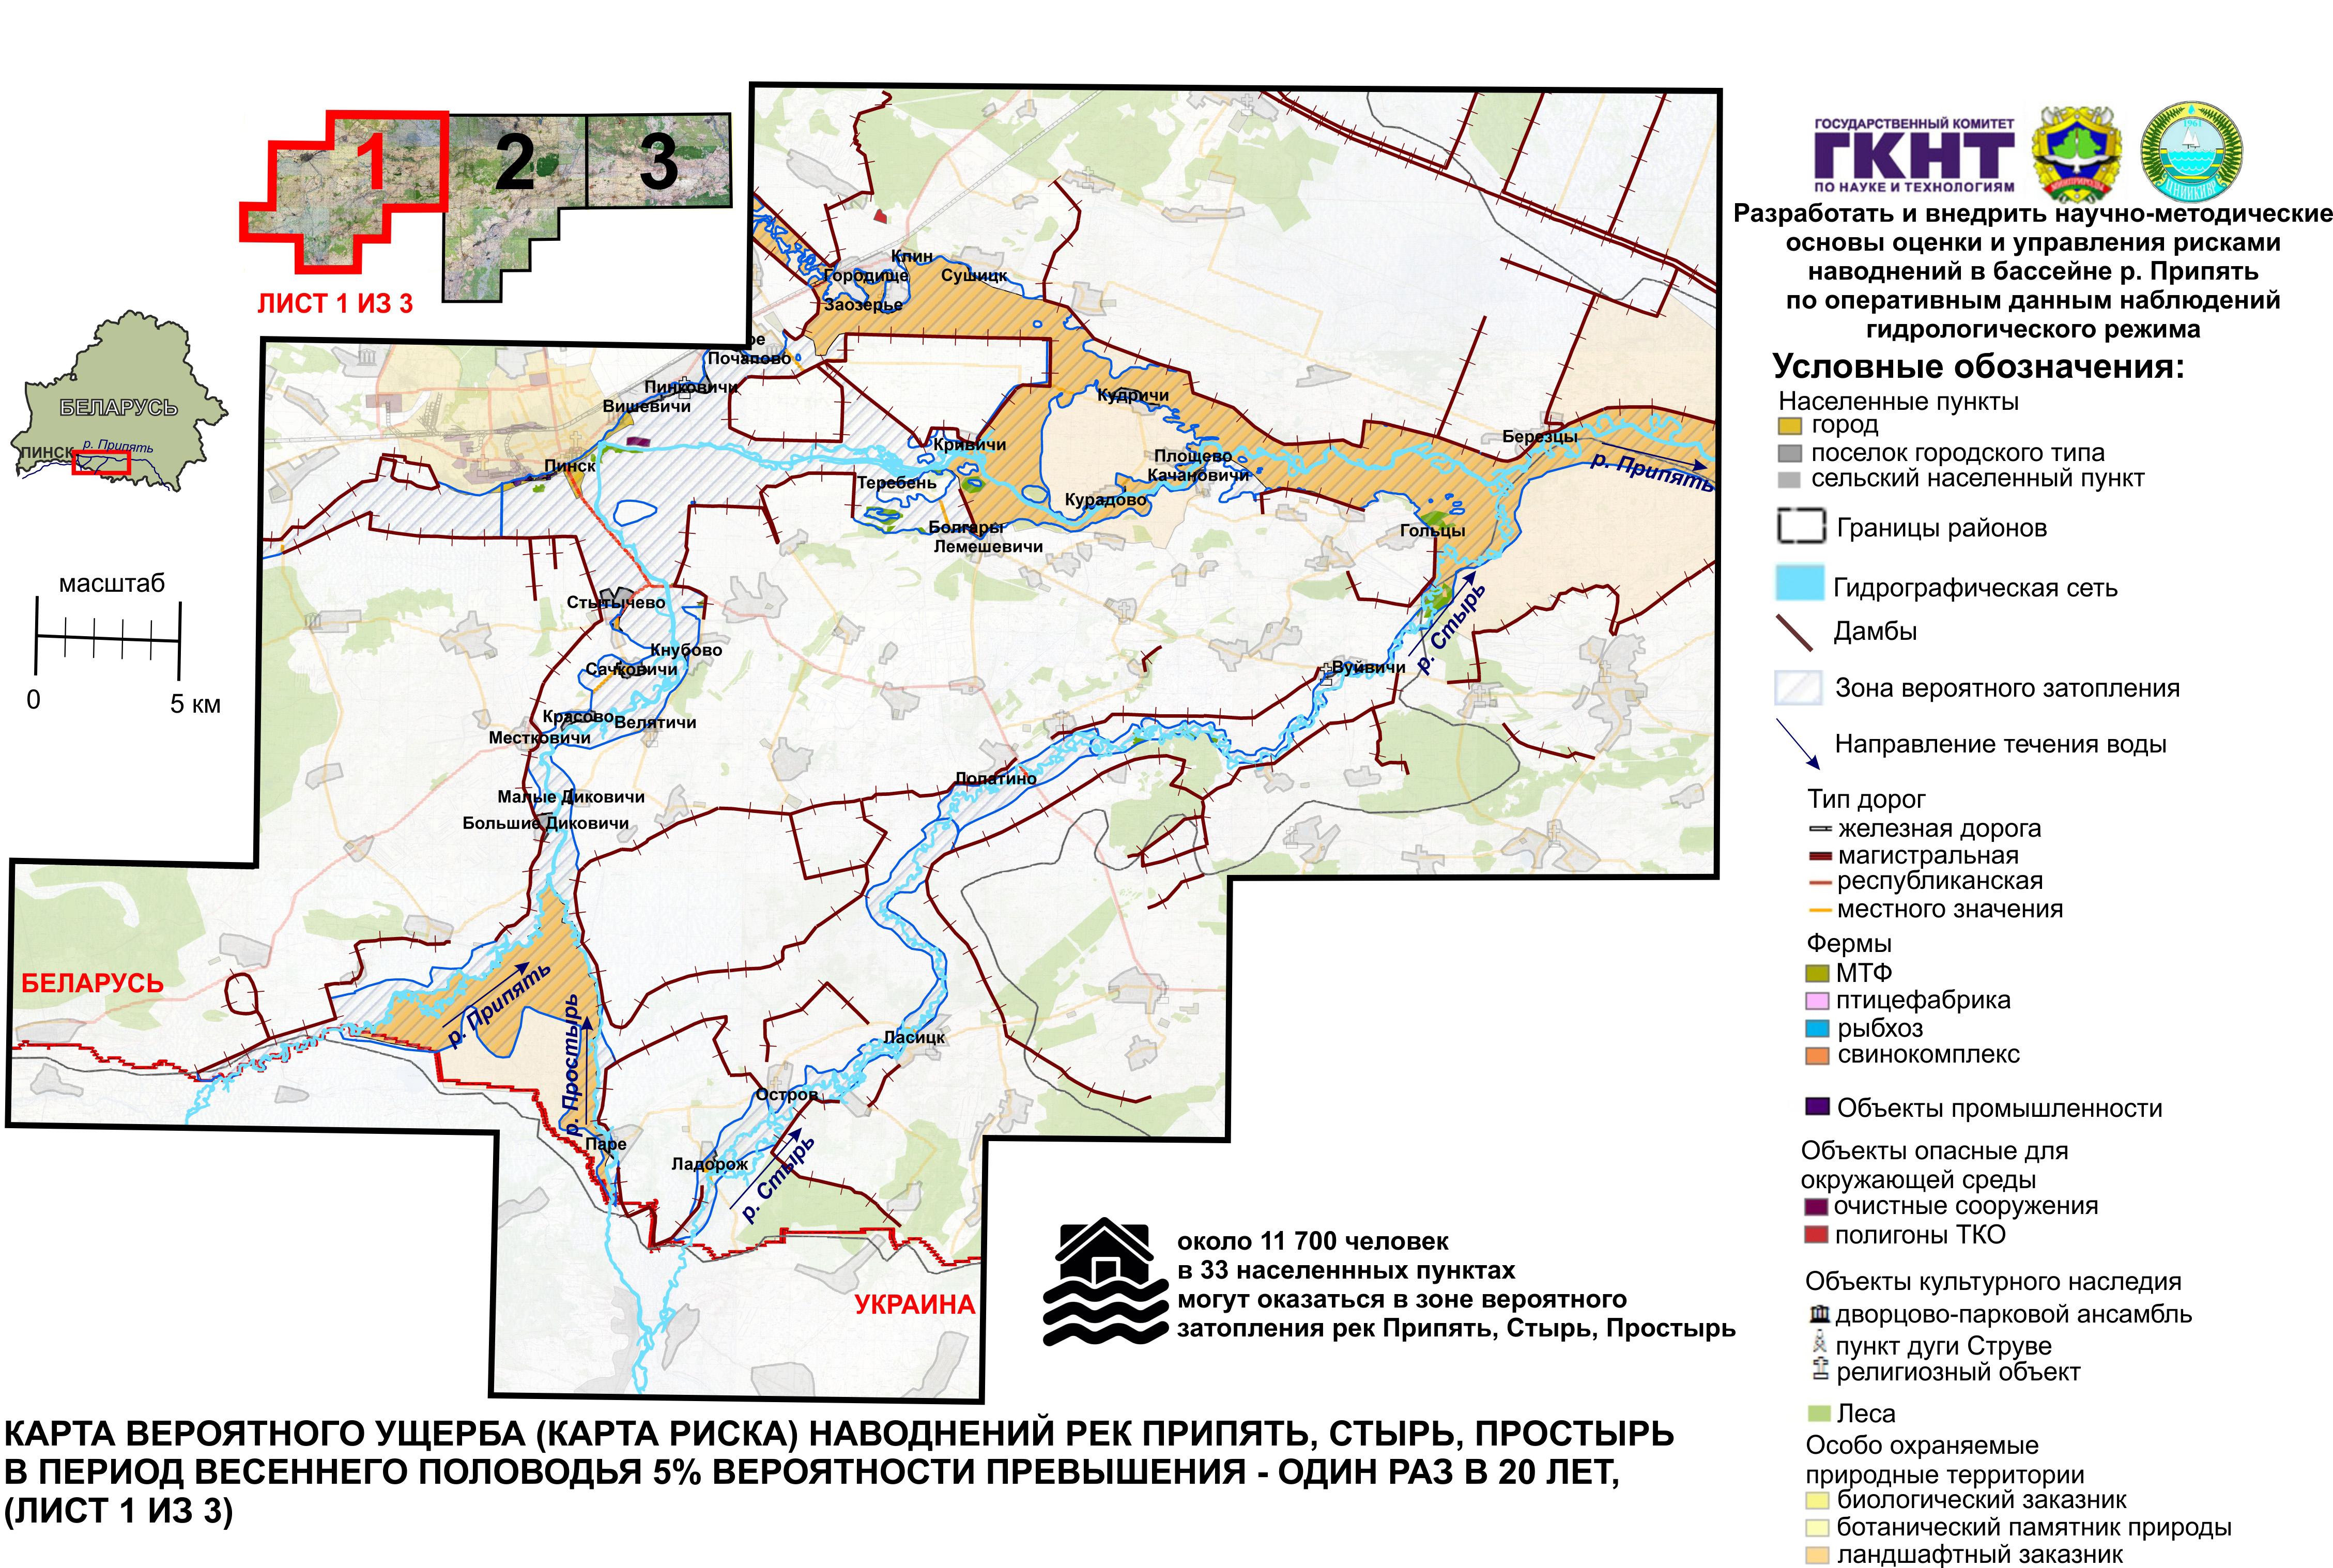 1
2
3
ЛИСТ 1 ИЗ 3
БЕЛАРУСЬ
ПИНСК
р. Припять
масштаб
0
5 км
Клин
Городище
Сушицк
Заозерье
ое
Почапово
Пинковичи
Вишевичи
Кудричи
Пинск
Кривичи
Березцы
р. Припять
Площево
Качановичи
Теребень
Курадово
Болгары
Лемешевичи
Гольцы
Стытычево
р. Стырь
Кнубово
Сачковичи
Вуйвичи
Красово
Велятичи
Местковичи
Лопатино
Малые Диковичи
Большие Диковичи
БЕЛАРУСЬ
р. Припять
р. Простырь
Ласицк
Остров
Паре
Ладорож
р. Стырь
УКРАИНА
около 11 700 человек
в 33 населеннных пунктах
могут оказаться в зоне вероятного
затопления рек Припять, Стырь, Простырь
КАРТА ВЕРОЯТНОГО УЩЕРБА (КАРТА РИСКА) НАВОДНЕНИЙ РЕК ПРИПЯТЬ, СТЫРЬ, ПРОСТЫРЬ
В ПЕРИОД ВЕСЕННЕГО ПОЛОВОДЬЯ 5% ВЕРОЯТНОСТИ ПРЕВЫШЕНИЯ - ОДИН РАЗ В 20 ЛЕТ,
(ЛИСТ 1 ИЗ 3)
ГОСУДАРСТВЕННЫЙ КОМИТЕТ
ГКНТ
ПО НАУКЕ И ТЕХНОЛОГИЯМ
МИНПРИРОДЫ
1961
ЦНИИКИВР
Разработать и внедрить научно-методические
основы оценки и управления рисками
наводнений в бассейне р. Припять
по оперативным данным наблюдений
гидрологического режима
Условные обозначения:
Населенные пункты
город
поселок городского типа
сельский населенный пункт
Границы районов
Гидрографическая сеть
Дамбы
Зона вероятного затопления
Направление течения воды
Тип дорог
железная дорога
магистральная
республиканская
местного значения
Фермы
МТФ
птицефабрика
рыбхоз
свинокомплекс
Объекты промышленности
Объекты опасные для
окружающей среды
очистные сооружения
полигоны ТКО
Объекты культурного наследия
дворцово-парковой ансамбль
пункт дуги Струве
религиозный объект
Леса
Особо охраняемые
природные территории
биологический заказник
ботанический памятник природы
ландшафтный заказник